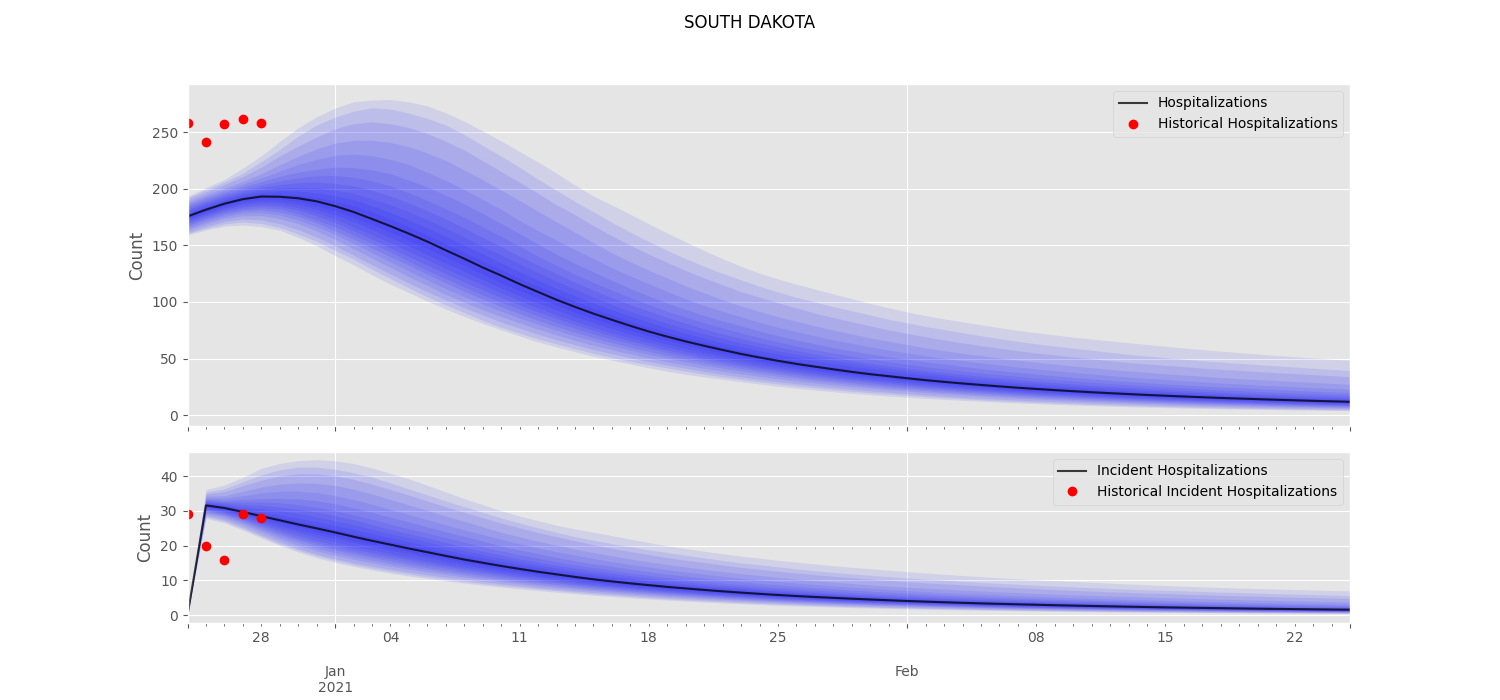 SOUTH DAKOTA
Hospitalizations
Historical Hospitalizations
Count
250
200
150
100
50
0
Incident Hospitalizations
Historical Incident Hospitalizations
Count
40
30
20
10
0
28 04 11 18 25 08 15 22
Jan Feb
2021